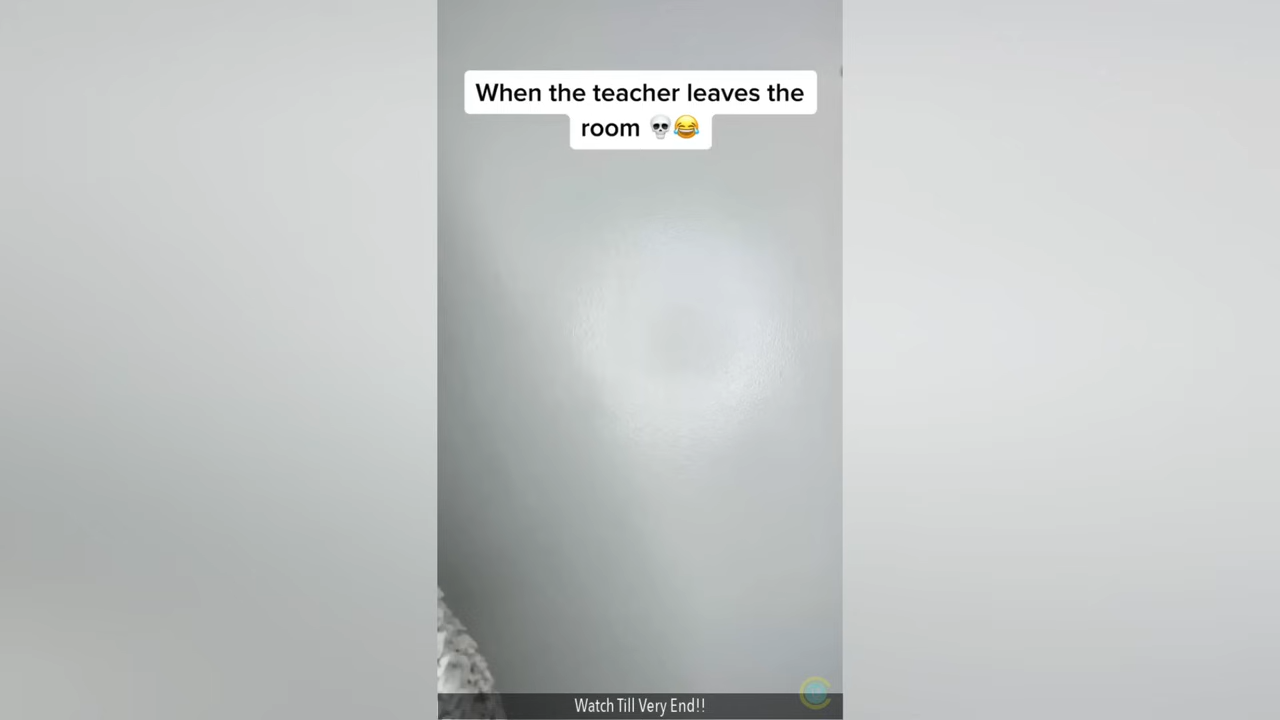 When the teacher leaves the
room 💀😂
Watch Till Very End!!